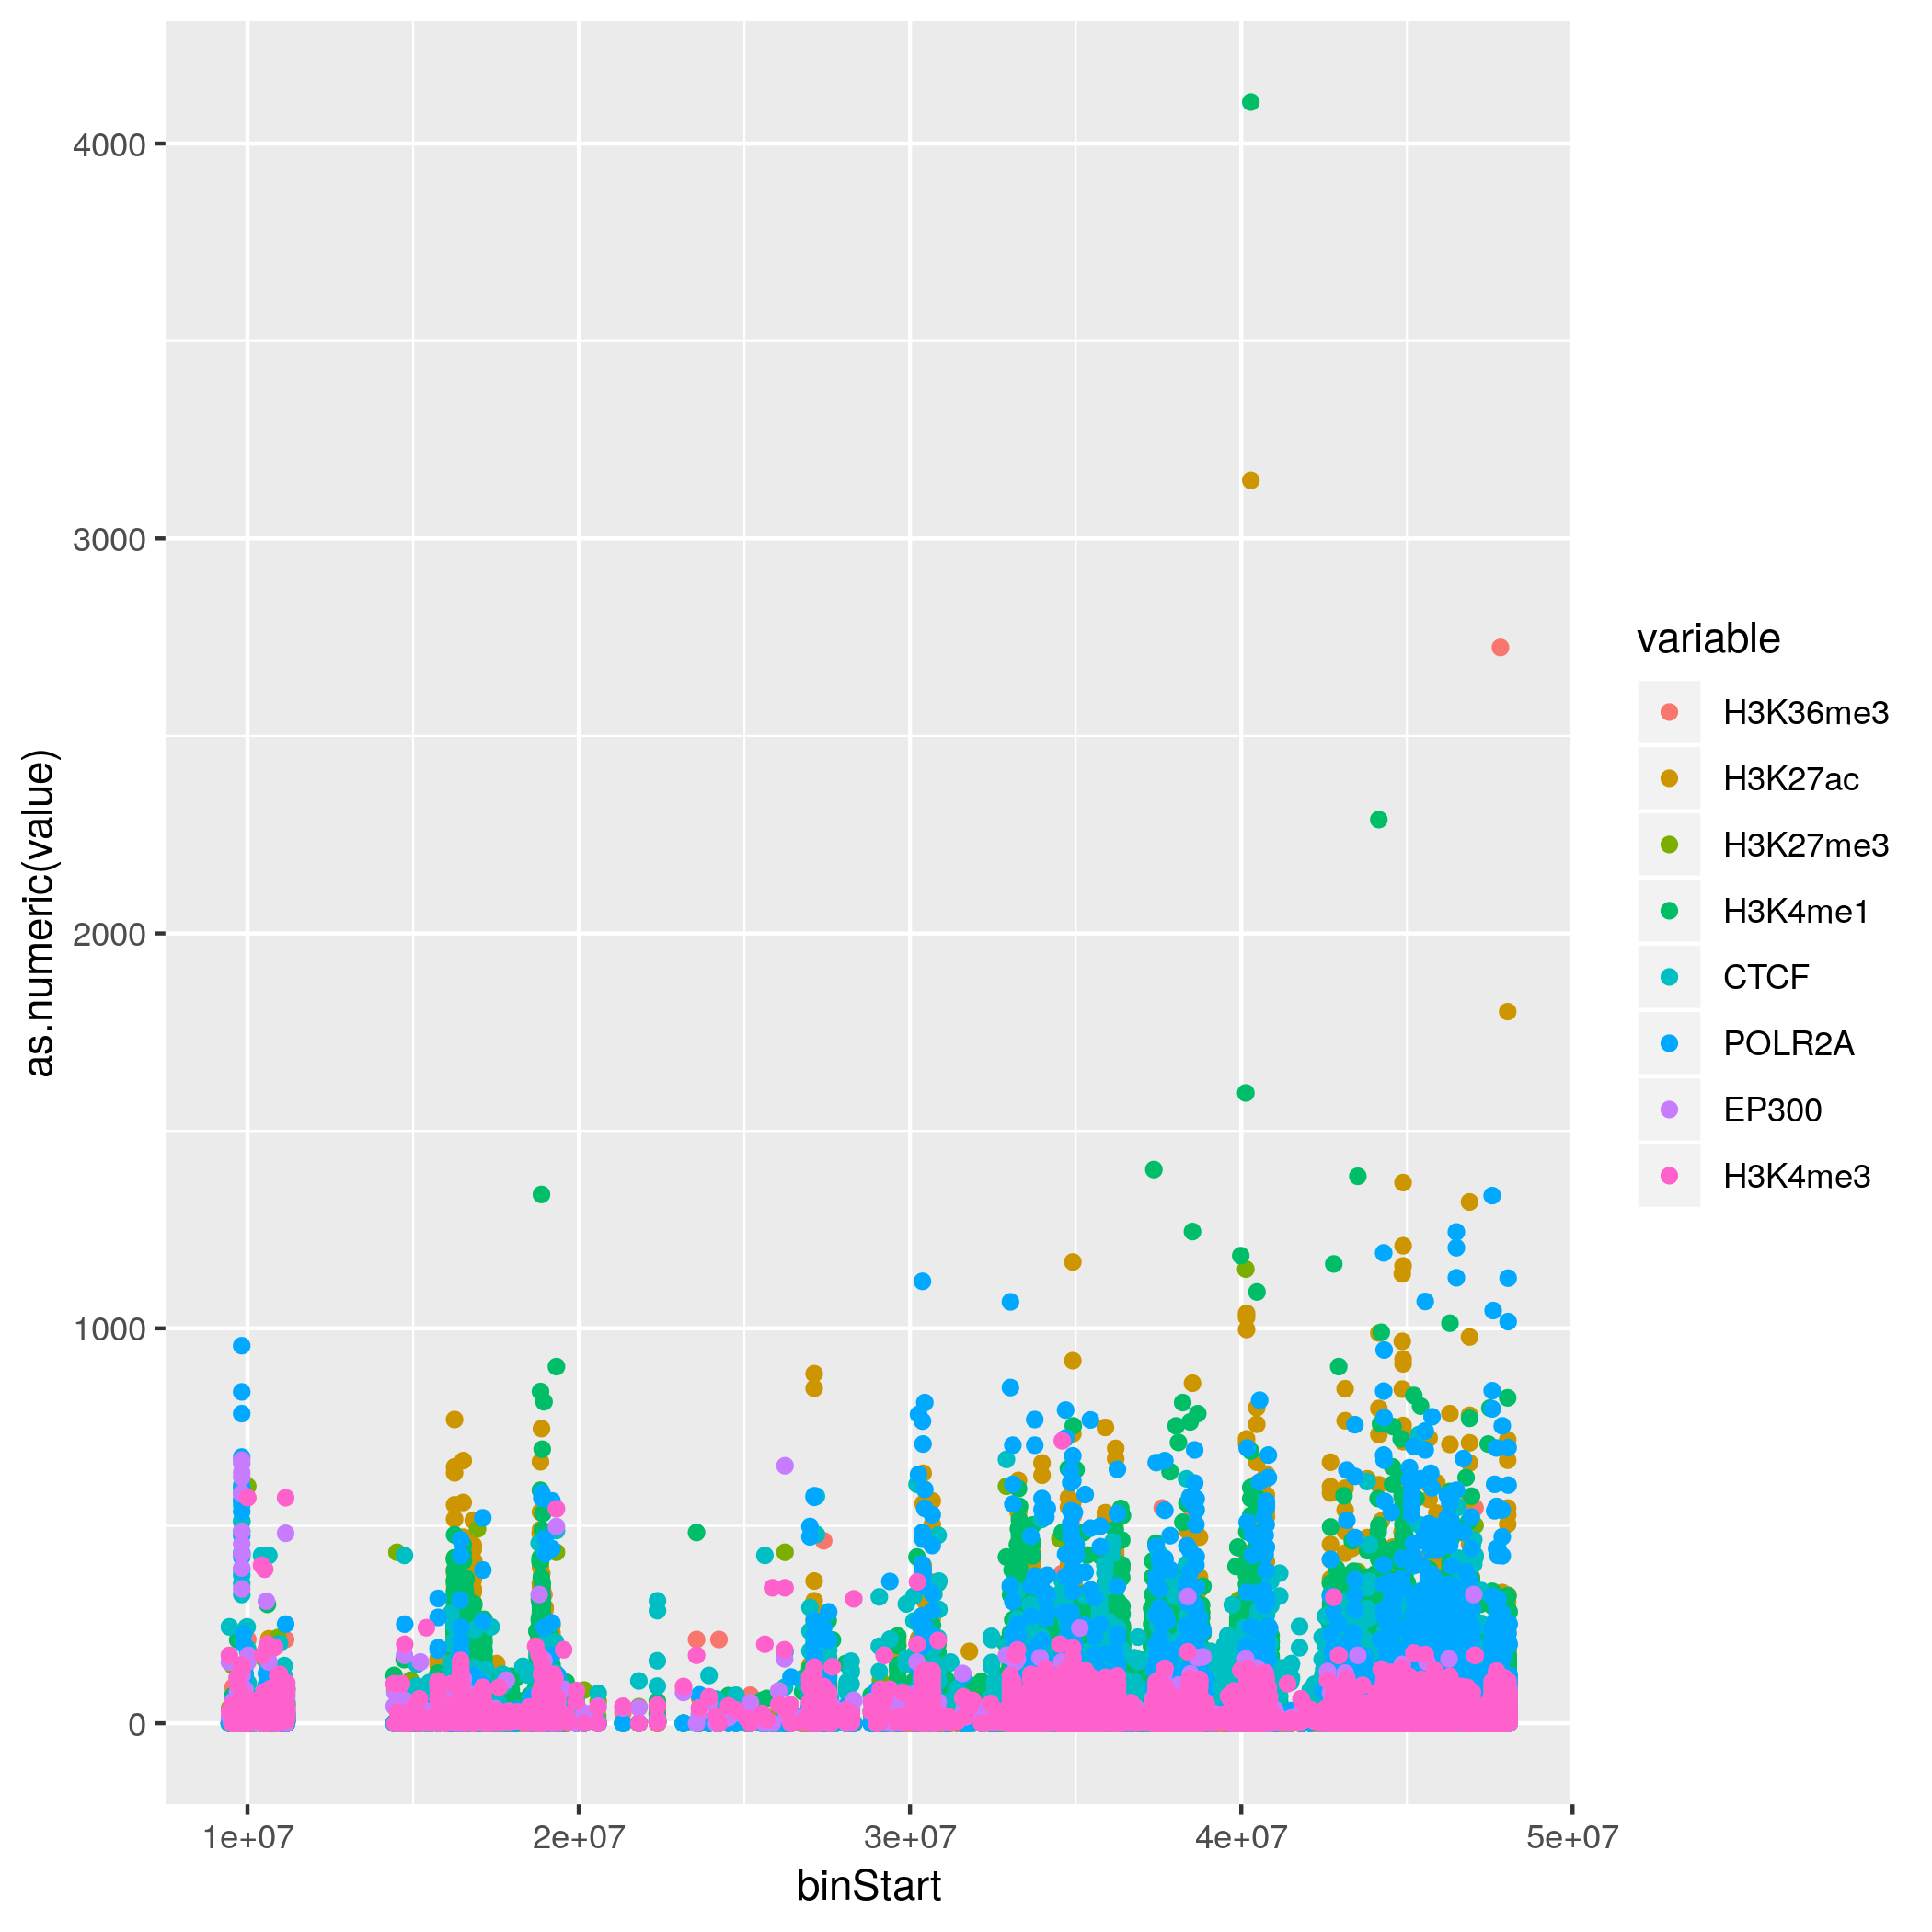 as.numeric(value)
4000
3000
2000
1000
0
1e+07
2e+07
3e+07
4e+07
5e+07
binStart
variable
H3K36me3
H3K27ac
H3K27me3
H3K4me1
CTCF
POLR2A
EP300
H3K4me3